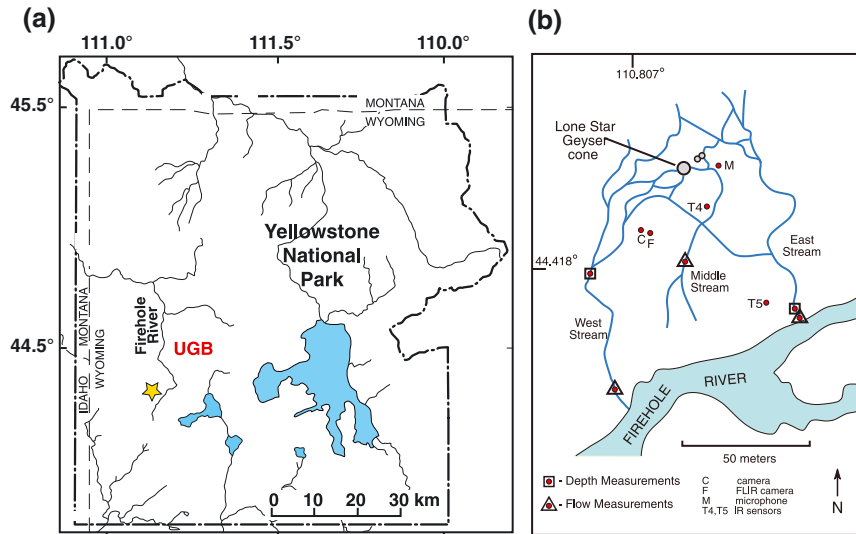 (a)
111.0°
111.5°
110.0°
45.5°
44.5°
MONTANA
WYOMING
Yellowstone
National
Park
IDAHO
MONTANA
WYOMING
Firehole
River
UGB
0 10 20 30 km
(b)
110.807°
44.418°
Lone Star
Geyser
cone
M
T4
C
F
East
Stream
Middle
Stream
T5
West
Stream
FIREHOLE
RIVER
50 meters
- Depth Measurements
- Flow Measurements
C camera
F FLIR camera
M microphone
T4,T5 IR sensors
N